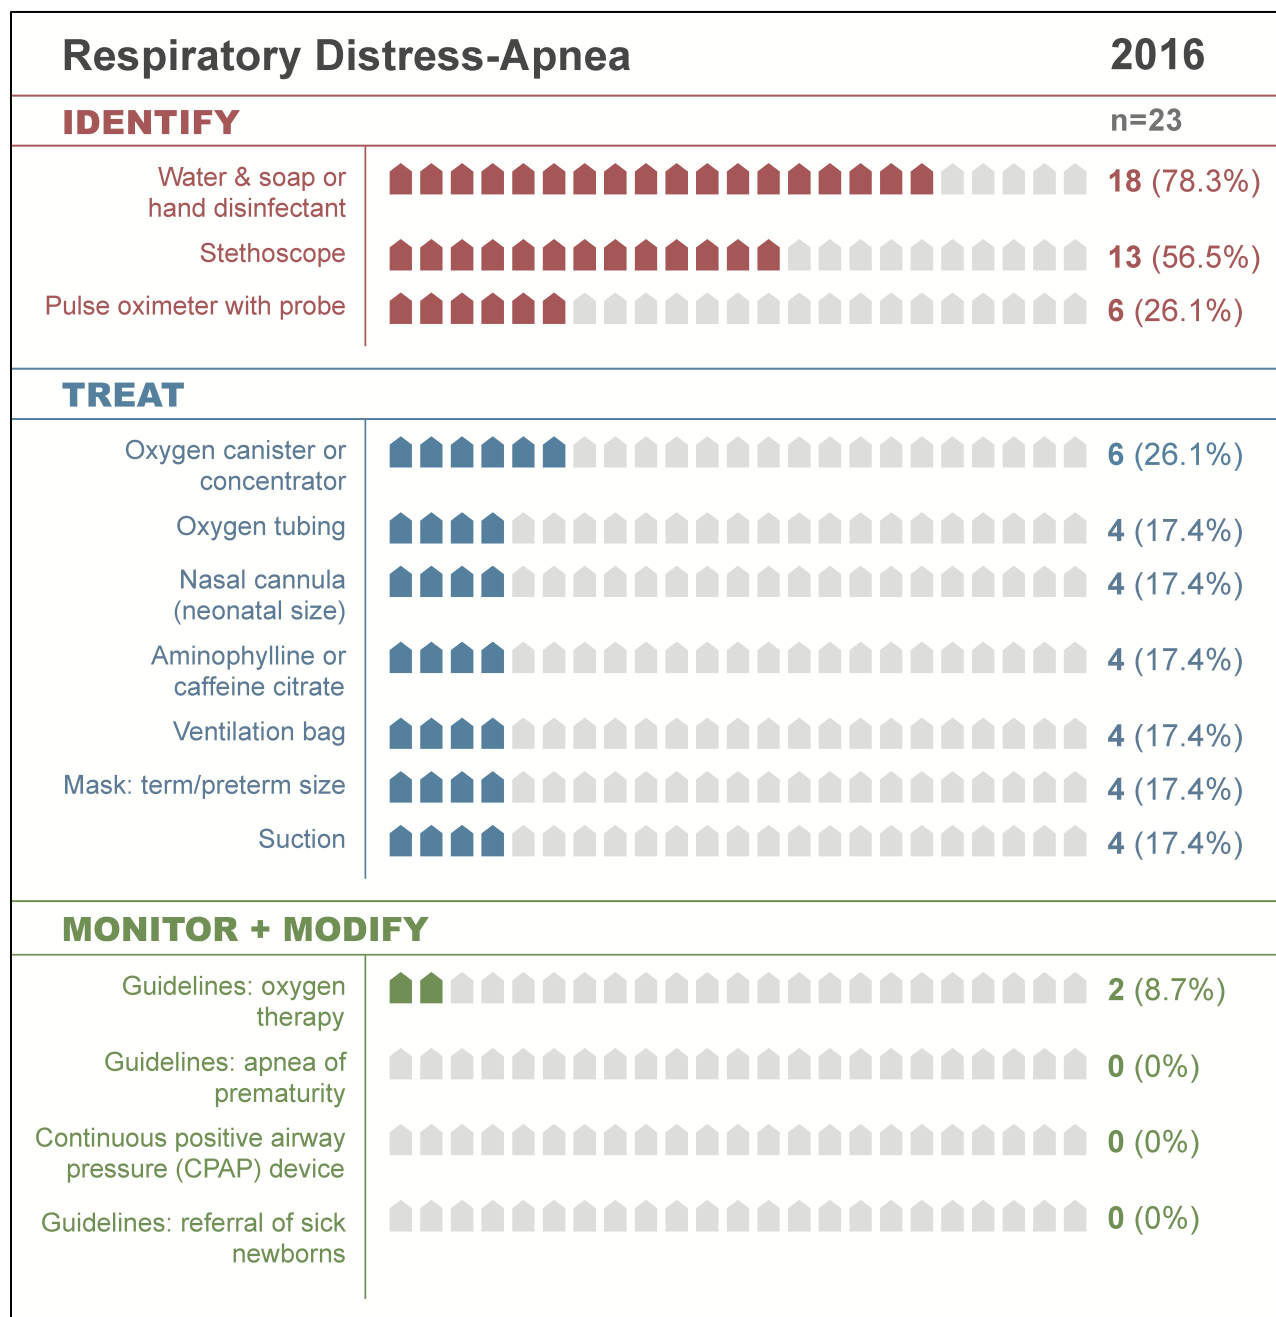 Respiratory Distress-Apnea 2016
IDENTIFY n=23
Water & soap or
hand disinfectant
18 (78.3%)
Stethoscope 13 (56.5%)
Pulse oximeter with probe 6 (26.1%)
TREAT
Oxygen canister or
concentrator
6 (26.1%)
Oxygen tubing 4 (17.4%)
Nasal cannula
(neonatal size)
4 (17.4%)
Aminophylline or
caffeine citrate
4 (17.4%)
Ventilation bag 4 (17.4%)
Mask: term/preterm size 4 (17.4%)
Suction 4 (17.4%)
MONITOR + MODIFY
Guidelines: oxygen
therapy
2 (8.7%)
Guidelines: apnea of
prematurity
0 (0%)
Continuous positive airway
pressure (CPAP) device
0 (0%)
Guidelines: referral of sick
newborns
0 (0%)